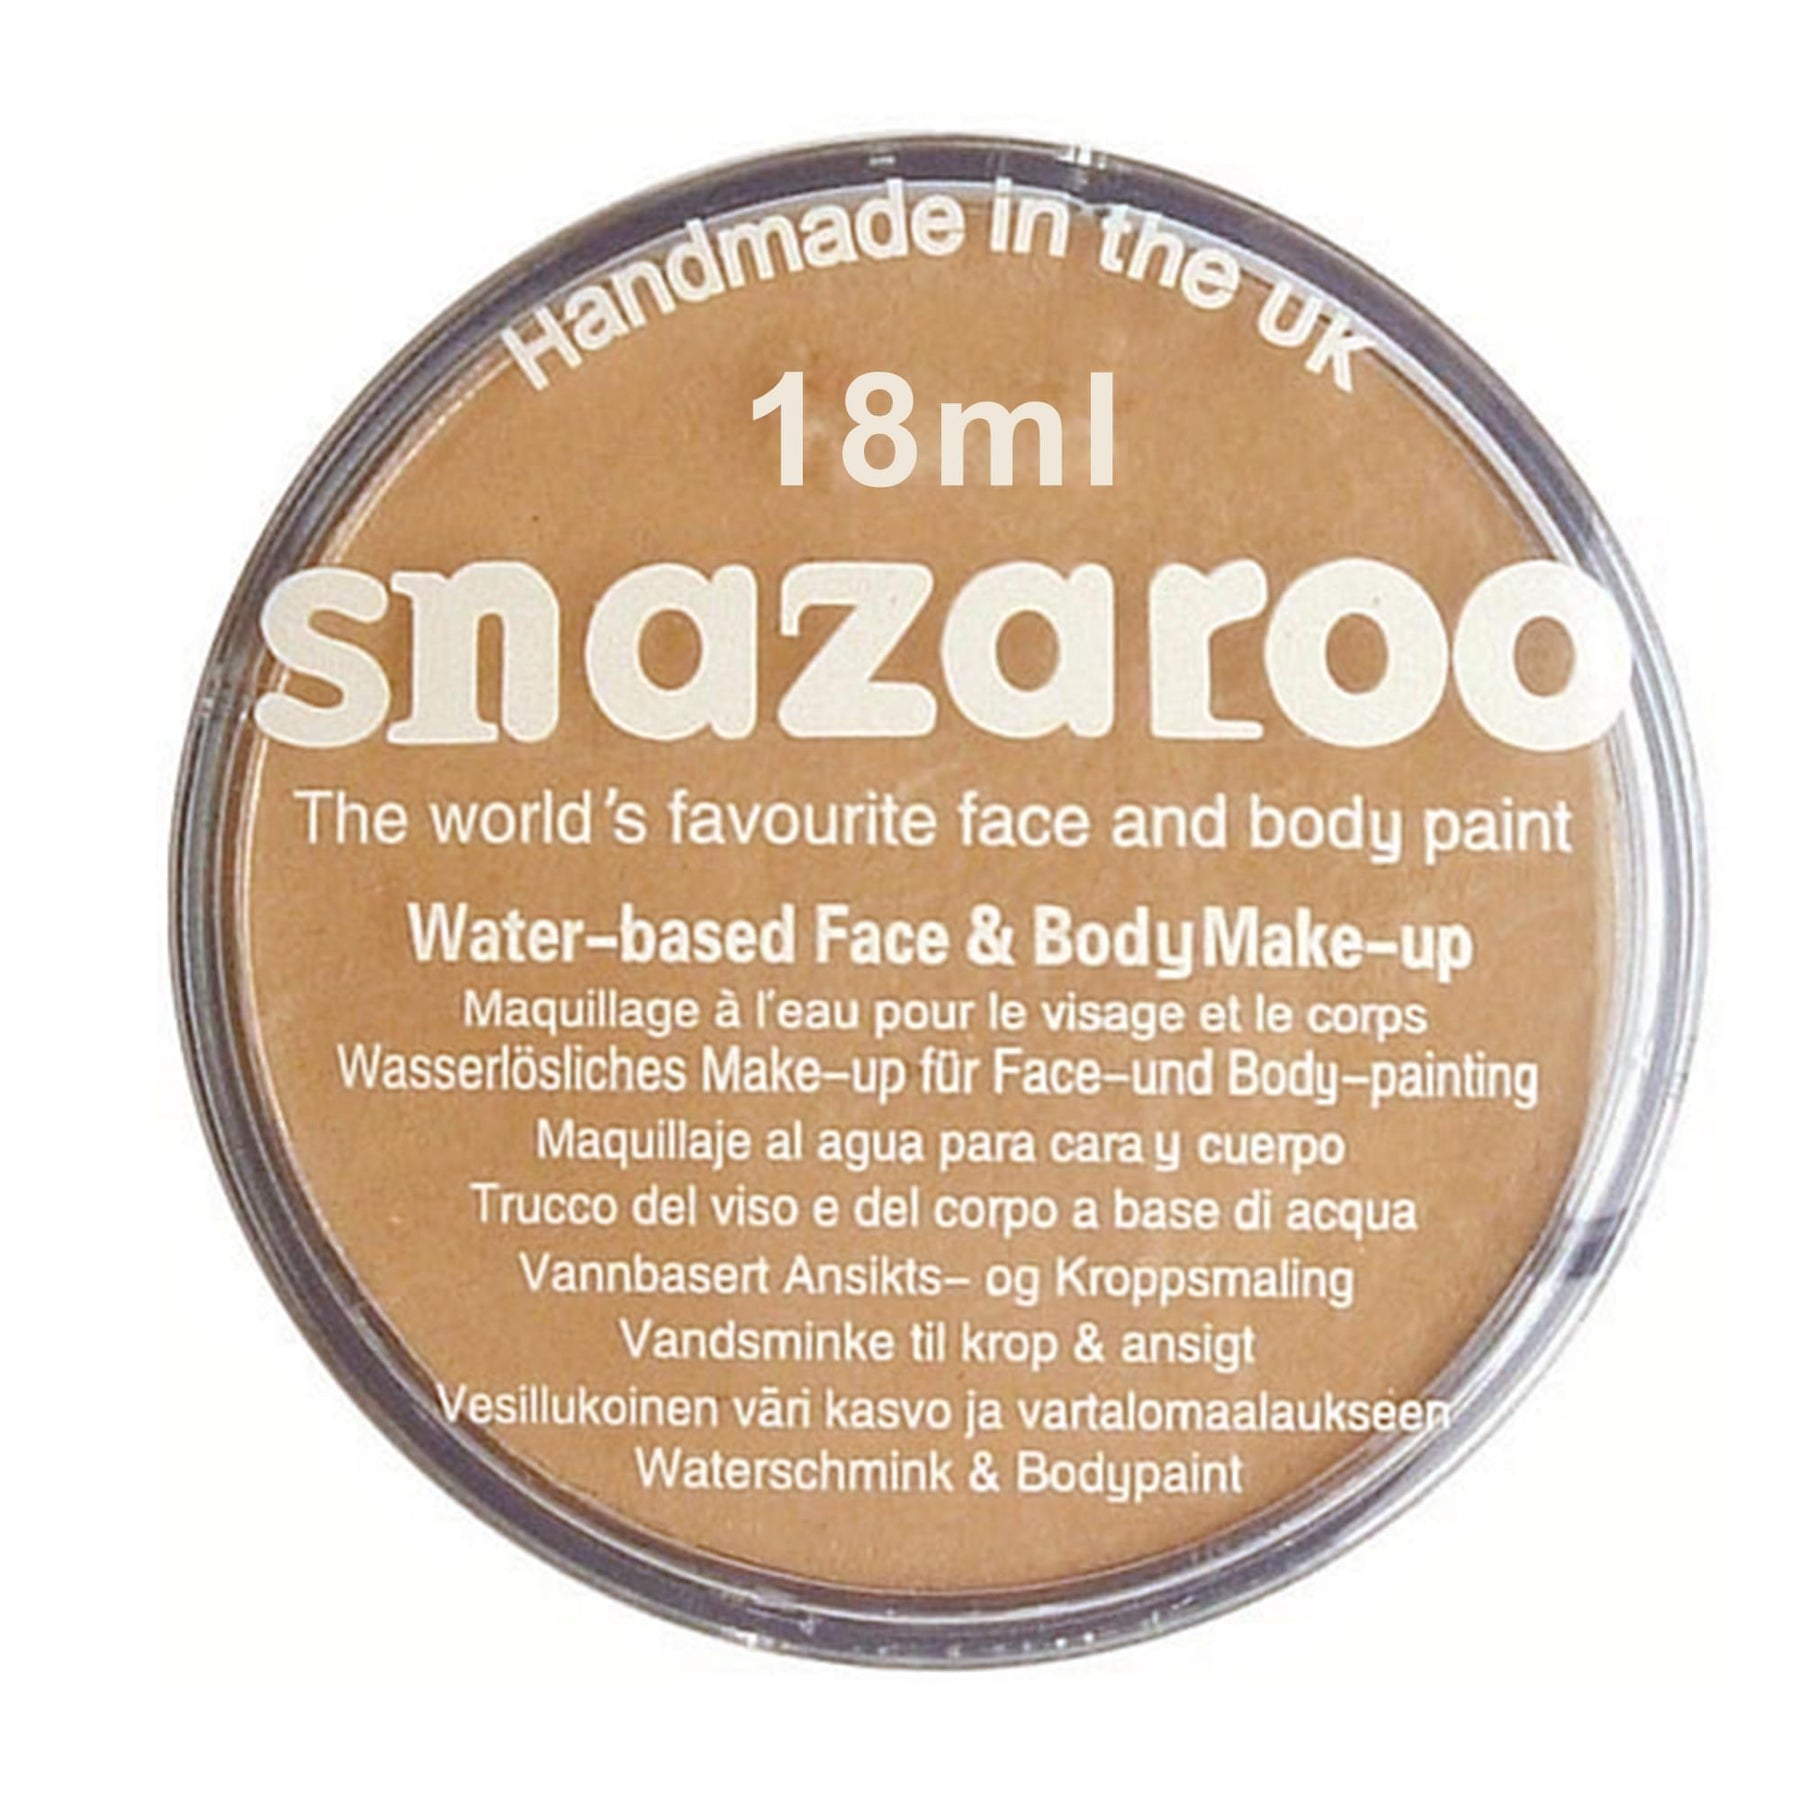 Handmade in the UK
18ml
snazaroo
The world's favourite face and body paint
Water-based Face & Body Make-up
Maquillage à l'eau pour le visage et le corps
Wasserlösliches Make-up für Face-und Body-painting
Maquillaje al agua para cara y cuerpo
Trucco del viso e del corpo a base di acqua
Vannbasert Ansikts- og Kroppsmaling
Vandsminke til krop & ansigt
Vesillukoinen väri kasvo ja vartalomaalaukseen
Waterschmink & Bodypaint